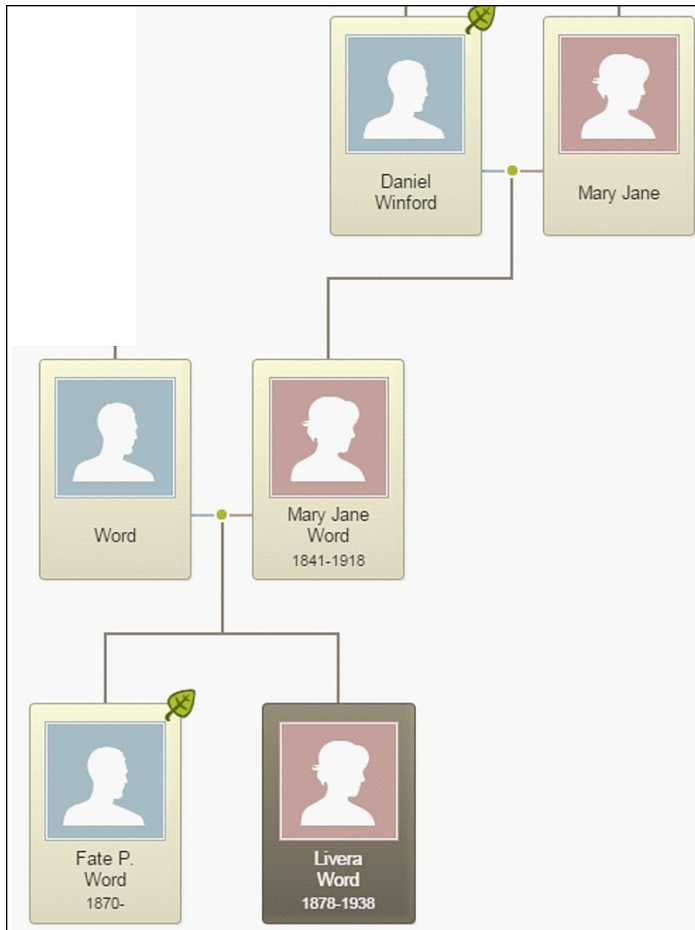 Daniel
Winford
Mary Jane
Word
Mary Jane
Word
1841-1918
Fate P.
Word
1870-
Livera
Word
1878-1938